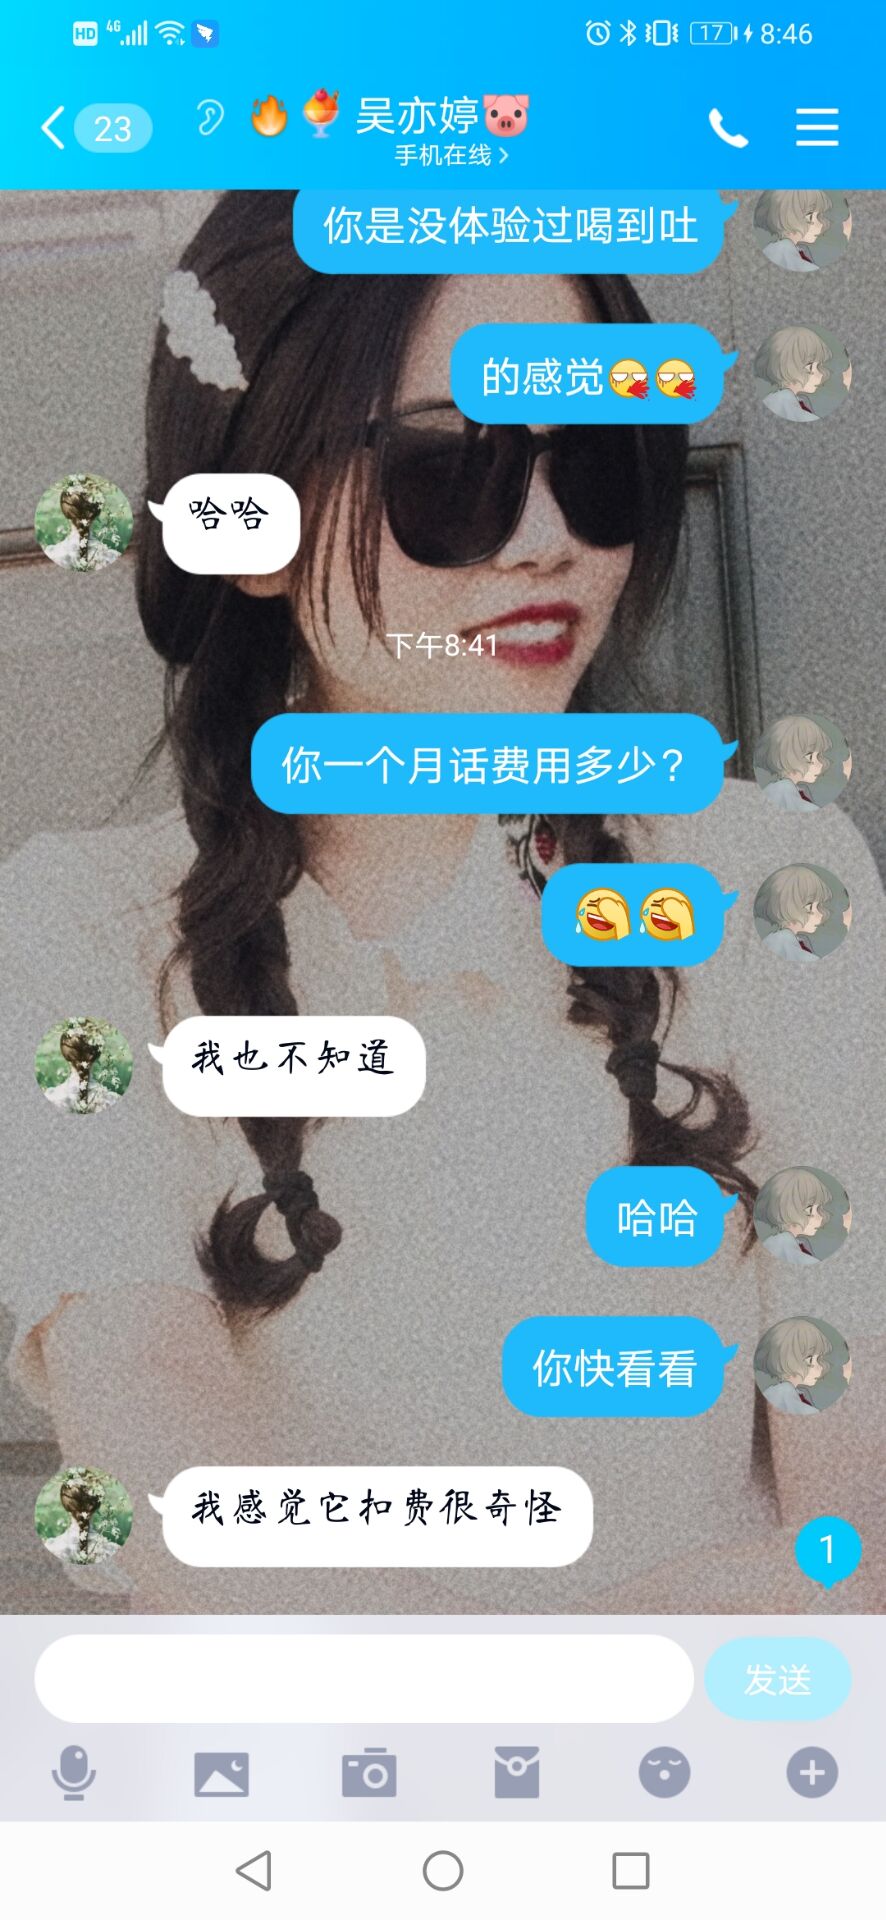 HD 4G 17 8:46
23 吴亦婷
手机在线
你是没体验过喝到吐
的感觉
哈哈
下午8:41
你一个月话费用多少?
我也不知道
哈哈
你快看看
我感觉它扣费很奇怪
1
发送